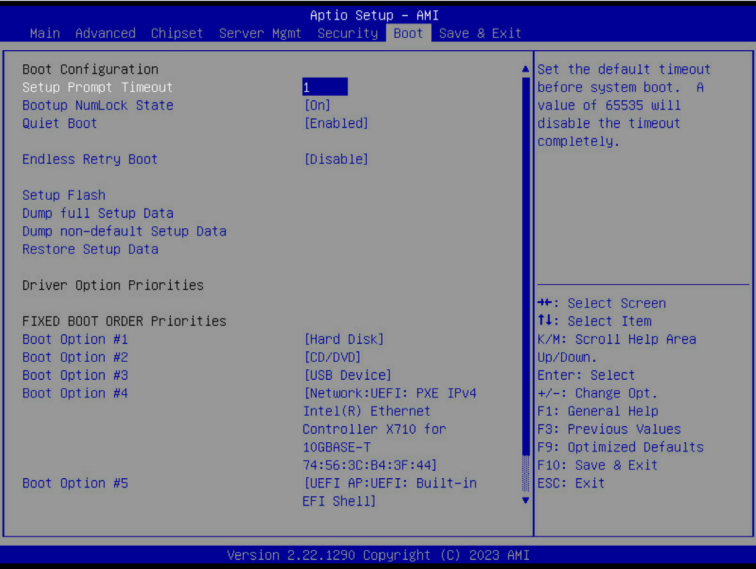 Aptio Setup – AMI
Main Advanced Chipset Server Mgmt Security Boot Save & Exit
Boot Configuration
Setup Prompt Timeout 1
Bootup NumLock State [On]
Quiet Boot [Enabled]
Endless Retry Boot [Disable]
Setup Flash
Dump full Setup Data
Dump non-default Setup Data
Restore Setup Data
Driver Option Priorities
FIXED BOOT ORDER Priorities
Boot Option #1 [Hard Disk]
Boot Option #2 [CD/DVD]
Boot Option #3 [USB Device]
Boot Option #4 [Network:UEFI: PXE IPv4
Intel(R) Ethernet
Controller X710 for
10GBASE-T
74:56:3C:B4:3F:44]
Boot Option #5 [UEFI AP:UEFI: Built-in
EFI Shell]
Set the default timeout
before system boot. A
value of 65535 will
disable the timeout
completely.
→←: Select Screen
↑↓: Select Item
K/M: Scroll Help Area
Up/Down.
Enter: Select
+/-: Change Opt.
F1: General Help
F3: Previous Values
F9: Optimized Defaults
F10: Save & Exit
ESC: Exit
Version 2.22.1290 Copyright (C) 2023 AMI